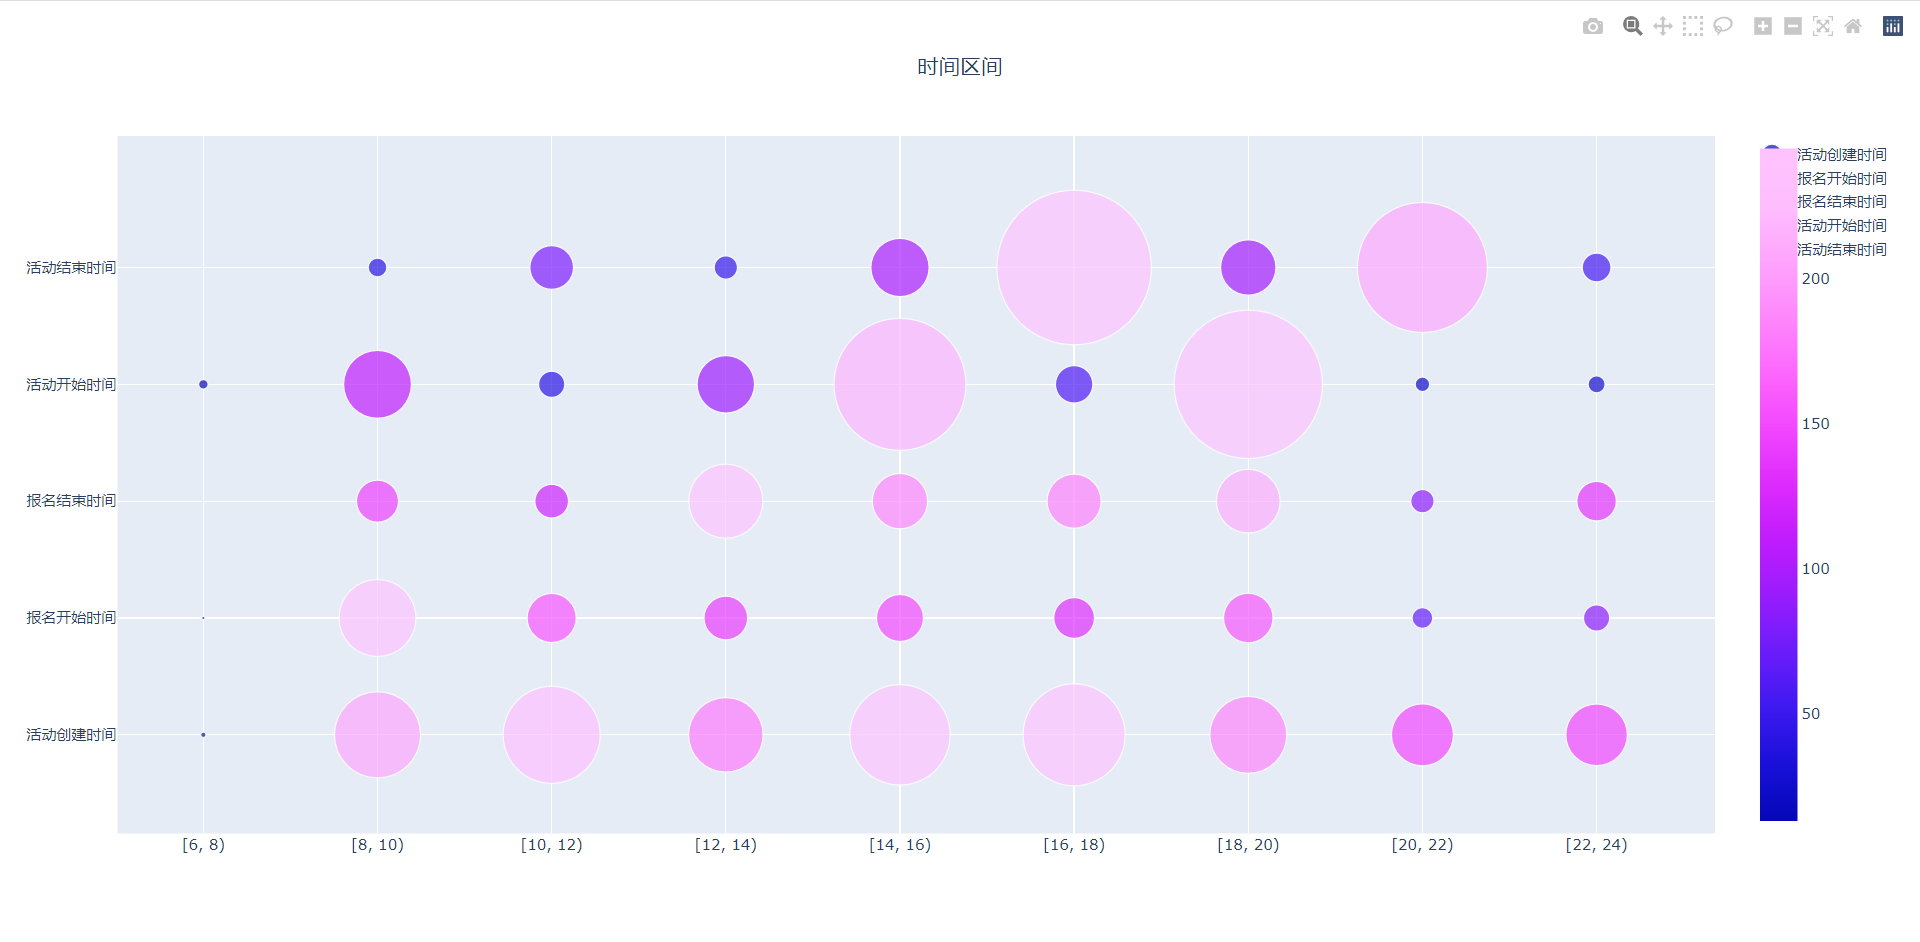 时间区间
活动创建时间
报名开始时间
报名结束时间
活动开始时间
活动结束时间
200
150
100
50
活动结束时间
活动开始时间
报名结束时间
报名开始时间
活动创建时间
[6, 8)
[8, 10)
[10, 12)
[12, 14)
[14, 16)
[16, 18)
[18, 20)
[20, 22)
[22, 24)